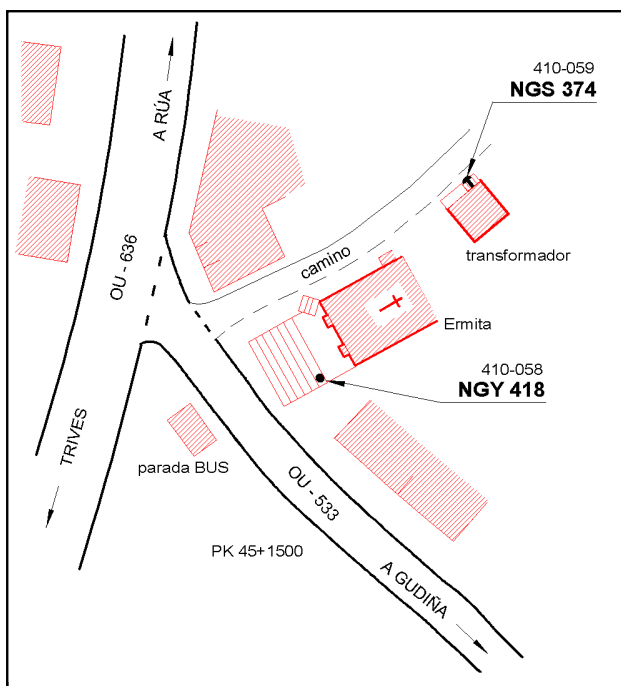 410-059
NGS 374
A RÚA
OU - 636
camino
transformador
Ermita
410-058
NGY 418
TRIVES
parada BUS
OU - 533
PK 45+1500
A GUDIÑA